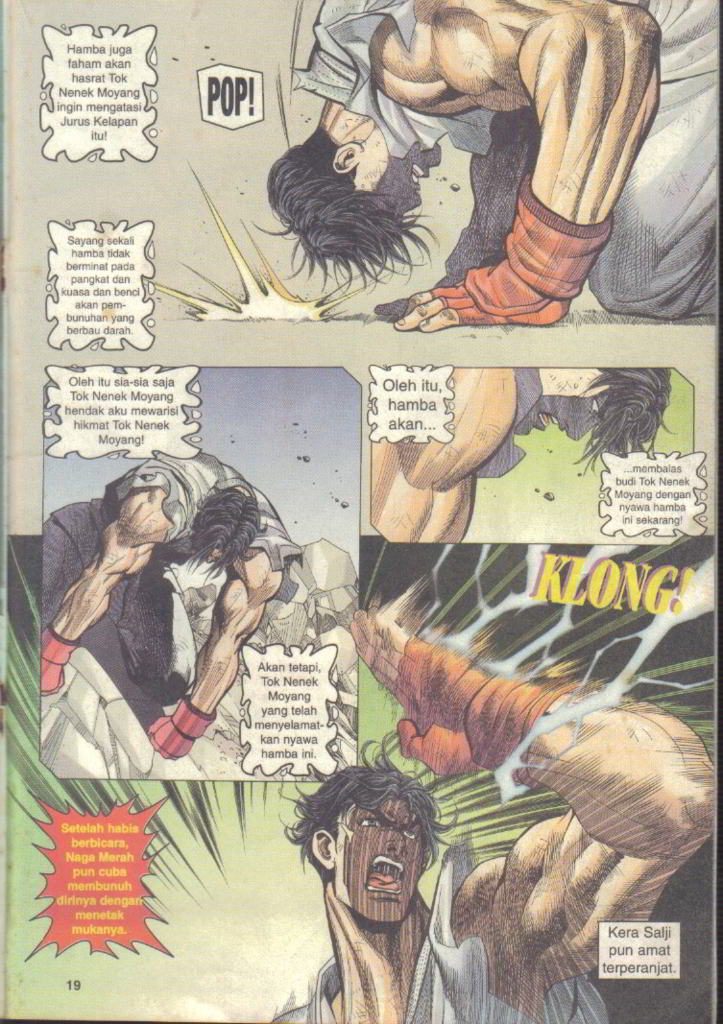 Hamba juga
faham akan
hasrat Tok
Nenek Moyang
ingin mengatasi
Jurus Kelapan
itu!
POP!
Sayang sekali
hamba tidak
berminat pada
pangkat dan
kuasa dan benci
akan pem-
bunuhan yang
berbau darah.
Oleh itu sia-sia saja
Tok Nenek Moyang
hendak aku mewarisi
hikmat Tok Nenek
Moyang!
Akan tetapi,
Tok Nenek
Moyang
yang telah
menyelamat-
kan nyawa
hamba ini.
Oleh itu,
hamba
akan...
...membalas
budi Tok Nenek
Moyang dengan
nyawa hamba
ini sekarang!
KLONG!
Setelah habis
berbicara,
Naga Merah
pun cuba
membunuh
dirinya dengan
menetak
mukanya.
Kera Salji
pun amat
terperanjat.
19